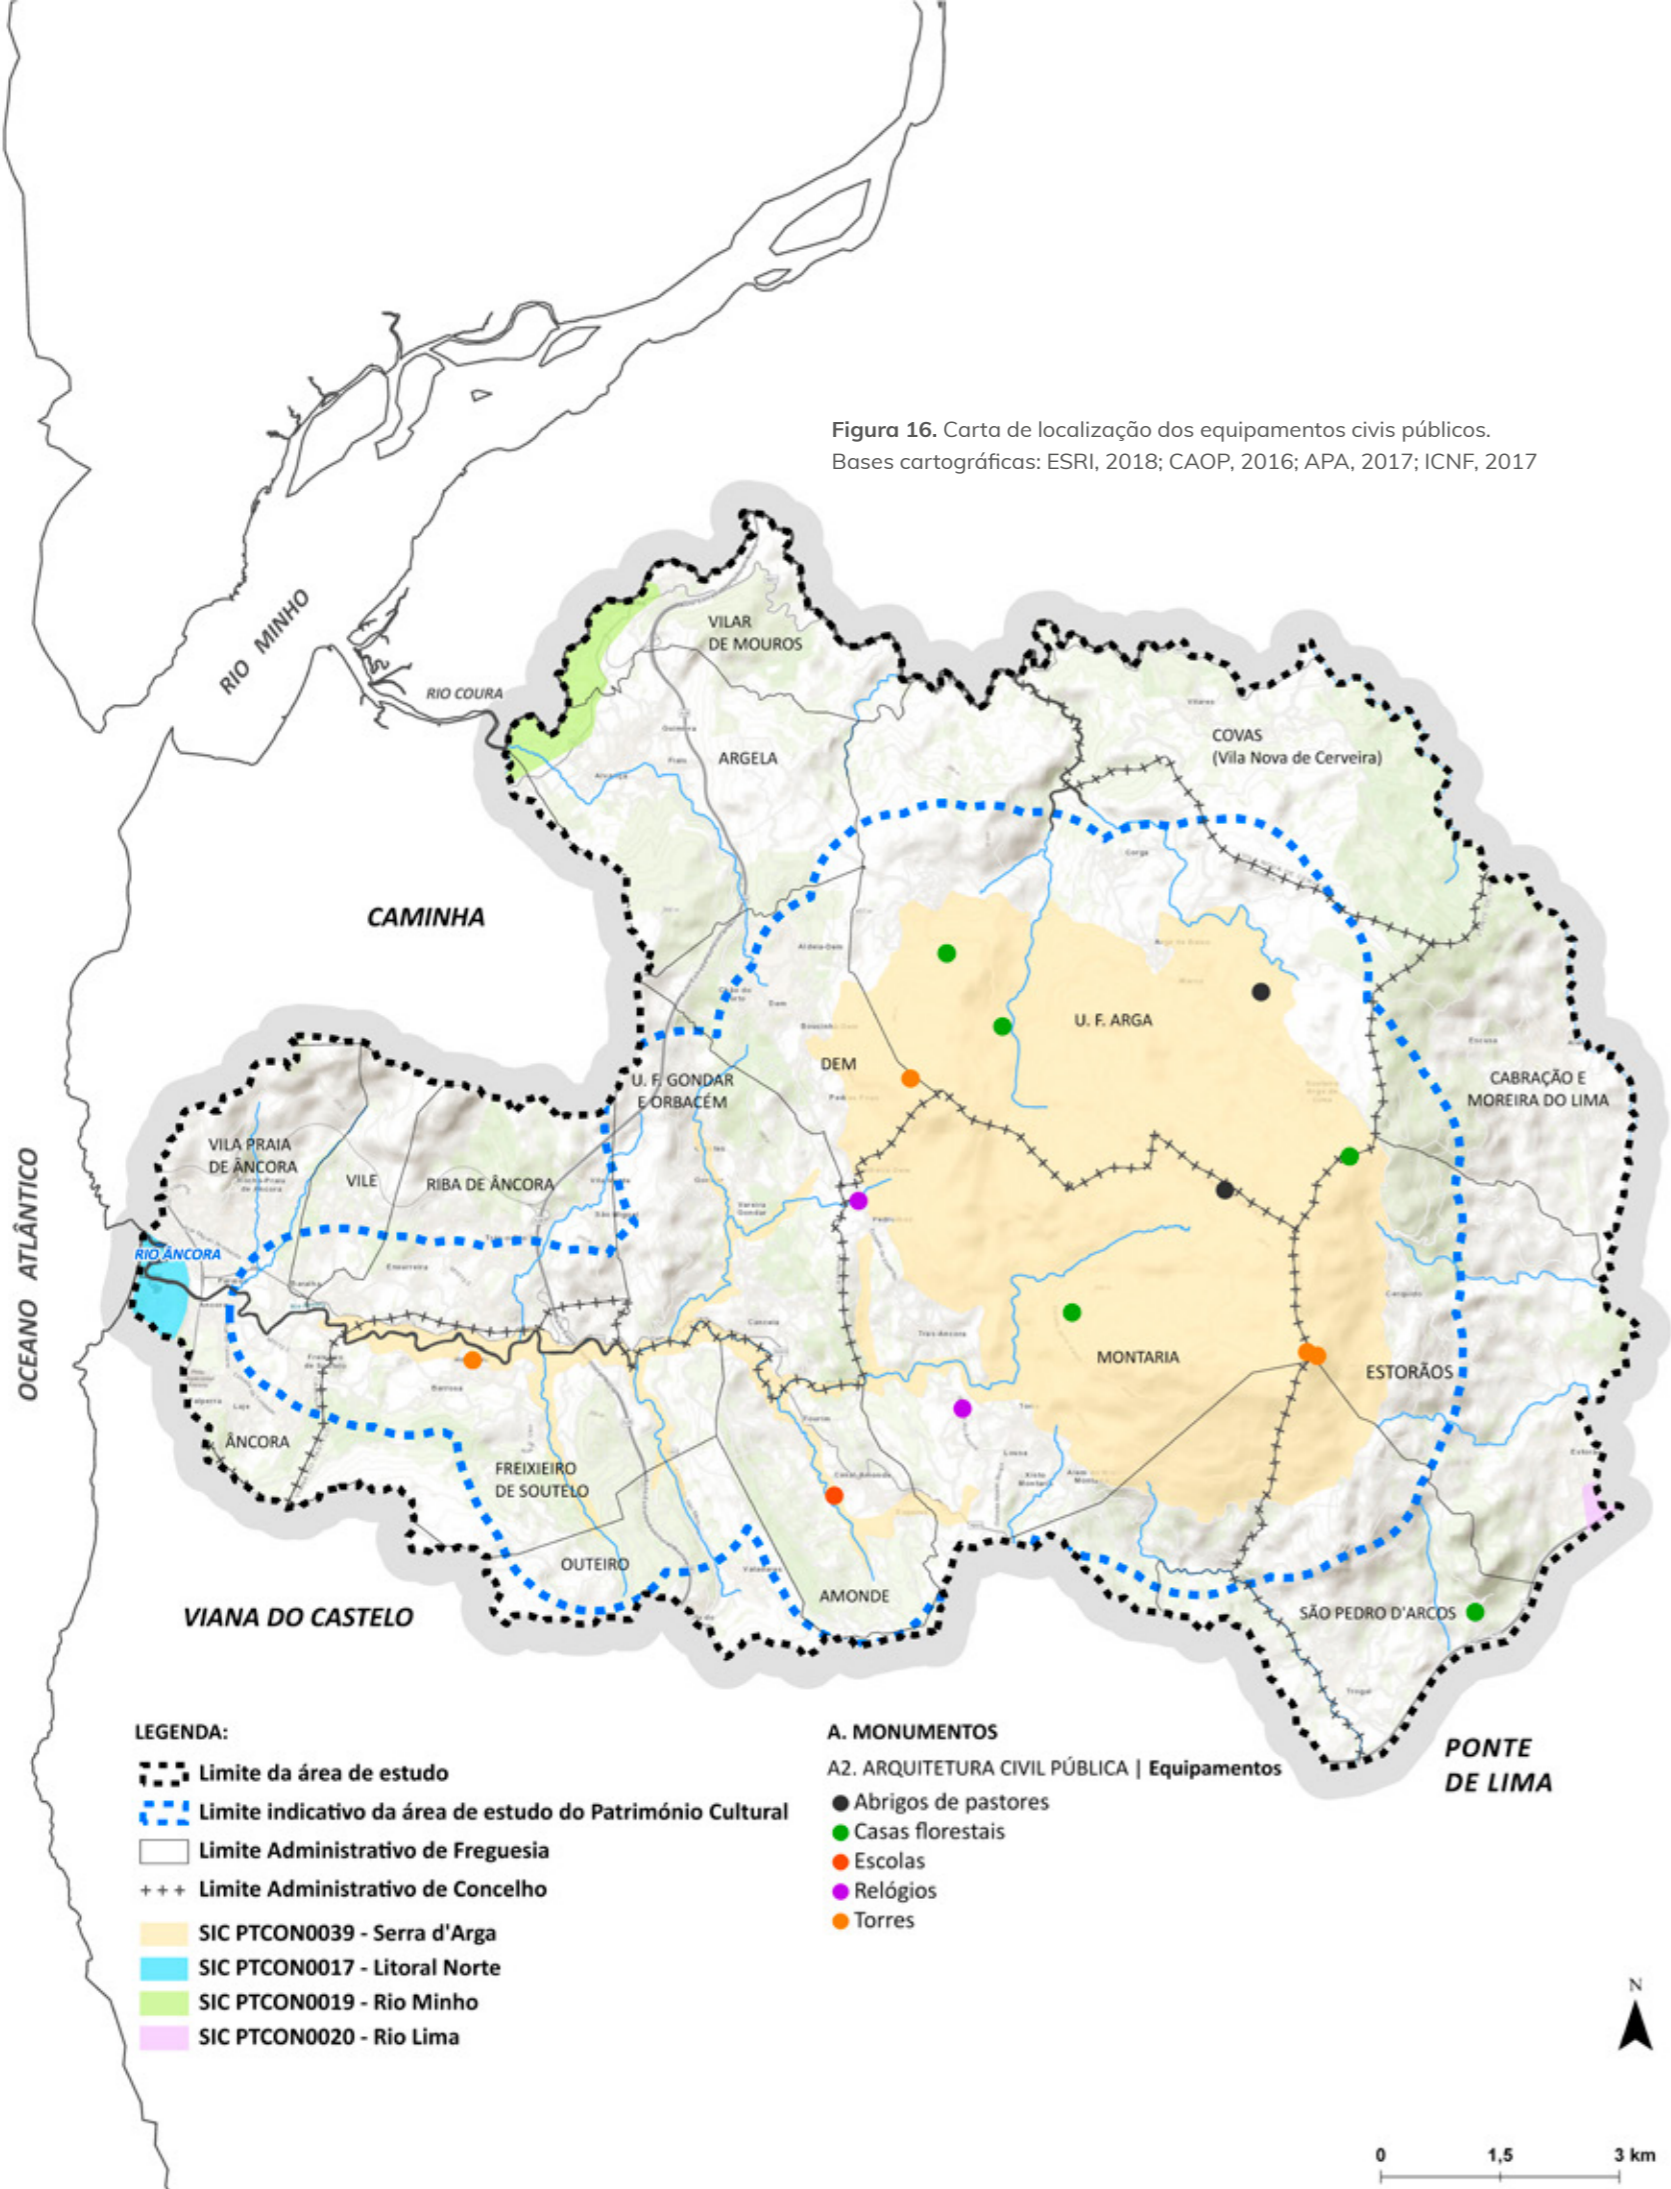 Figura 16. Carta de localização dos equipamentos civis públicos.
Bases cartográficas: ESRI, 2018; CAOP, 2016; APA, 2017; ICNF, 2017
RIO MINHO
RIO COURA
VILAR
DE MOUROS
ARGELA
COVAS
(Vila Nova de Cerveira)
CAMINHA
U. F. ARGA
DEM
U. F. GONDAR
E ORBACÉM
CABRAÇÃO E
MOREIRA DO LIMA
VILA PRAIA
DE ÂNCORA
VILE
RIBA DE ÂNCORA
RIO ÂNCORA
OCEANO ATLÂNTICO
MONTARIA
ESTORÃOS
ÂNCORA
FREIXIEIRO
DE SOUTELO
OUTEIRO
AMONDE
SÃO PEDRO D'ARCOS
VIANA DO CASTELO
PONTE
DE LIMA
LEGENDA:
Limite da área de estudo
Limite indicativo da área de estudo do Património Cultural
Limite Administrativo de Freguesia
Limite Administrativo de Concelho
SIC PTCON0039 - Serra d'Arga
SIC PTCON0017 - Litoral Norte
SIC PTCON0019 - Rio Minho
SIC PTCON0020 - Rio Lima
A. MONUMENTOS
A2. ARQUITETURA CIVIL PÚBLICA | Equipamentos
Abrigos de pastores
Casas florestais
Escolas
Relógios
Torres
N
0 1,5 3 km